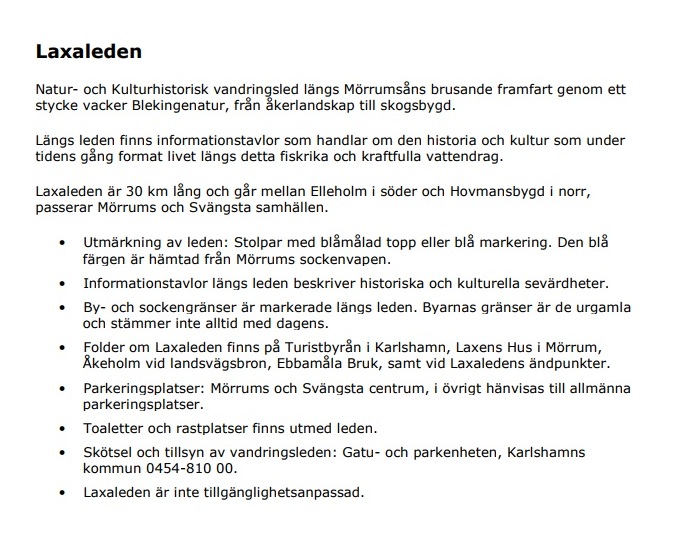 Laxaleden
Natur- och Kulturhistorisk vandringsled längs Mörrumsåns brusande framfart genom ett
stycke vacker Blekingenatur, från åkerlandskap till skogsbygd.
Längs leden finns informationstavlor som handlar om den historia och kultur som under
tidens gång format livet längs detta fiskrika och kraftfulla vattendrag.
Laxaleden är 30 km lång och går mellan Elleholm i söder och Hovmansbygd i norr,
passerar Mörrums och Svängsta samhällen.
• Utmärkning av leden: Stolpar med blåmålad topp eller blå markering. Den blå
färgen är hämtad från Mörrums sockenvapen.
• Informationstavlor längs leden beskriver historiska och kulturella sevärdheter.
• By- och sockengränser är markerade längs leden. Byarnas gränser är de urgamla
och stämmer inte alltid med dagens.
• Folder om Laxaleden finns på Turistbyrån i Karlshamn, Laxens Hus i Mörrum,
Åkeholm vid landsvägsbron, Ebbamåla Bruk, samt vid Laxaledens ändpunkter.
• Parkeringsplatser: Mörrums och Svängsta centrum, i övrigt hänvisas till allmänna
parkeringsplatser.
• Toaletter och rastplatser finns utmed leden.
• Skötsel och tillsyn av vandringsleden: Gatu- och parkenheten, Karlshamns
kommun 0454-810 00.
• Laxaleden är inte tillgänglighetsanpassad.